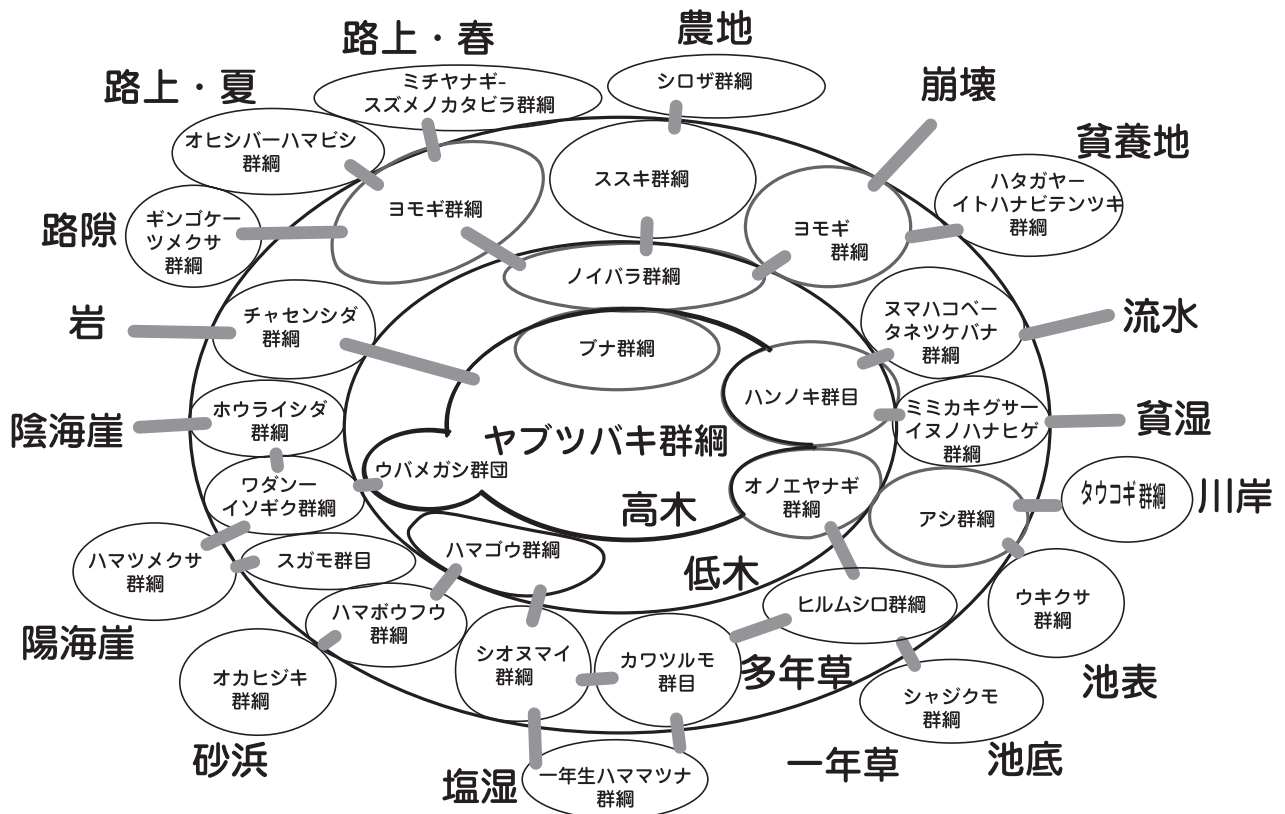 路上・春
農地
路上・夏
ミチヤナギ-
スズメノカタビラ群綱
シロザ群綱
崩壊
オヒシバーハマビシ
群綱
貧養地
ススキ群綱
ハタガヤー
イトハナビテンツキ
群綱
路隙
ギンゴケー
ツメクサ
群綱
ヨモギ群綱
ヨモギ
群綱
ノイバラ群綱
岩
チャセンシダ
群綱
ヌマハコベー
タネツケバナ
群綱
流水
ブナ群綱
ハンノキ群目
陰海崖
ホウライシダ
群綱
ミミカキグサー
イヌノハナヒゲ
群綱
貧湿
ヤブツバキ群綱
ウバメガシ群団
ワダンー
イソギク群綱
高木
オノエヤナギ
群綱
アシ群綱
タウコギ群綱
川岸
ハマツメクサ
群綱
スガモ群目
ハマゴウ群綱
低木
ハマボウフウ
群綱
ヒルムシロ群綱
ウキクサ
群綱
陽海崖
オカヒジキ
群綱
シオヌマイ
群綱
カワツルモ
群目
多年草
池表
シャジクモ
群綱
砂浜
塩湿
一年生ハママツナ
群綱
一年草
池底